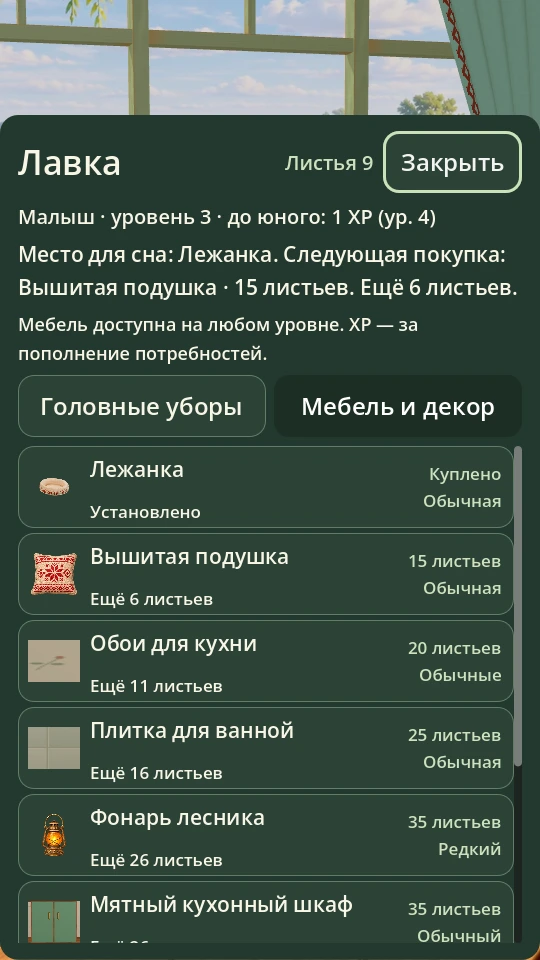 Лавка
Листья 9
Закрыть
Малыш · уровень 3 · до юного: 1 XP (ур. 4)
Место для сна: Лежанка. Следующая покупка:
Вышитая подушка · 15 листьев. Ещё 6 листьев.
Мебель доступна на любом уровне. XP — за
пополнение потребностей.
Головные уборы
Мебель и декор
Лежанка
Куплено
Установлено
Обычная
Вышитая подушка
15 листьев
Ещё 6 листьев
Обычная
Обои для кухни
20 листьев
Ещё 11 листьев
Обычные
Плитка для ванной
25 листьев
Ещё 16 листьев
Обычная
Фонарь лесника
35 листьев
Ещё 26 листьев
Редкий
Мятный кухонный шкаф
35 листьев
Обычный